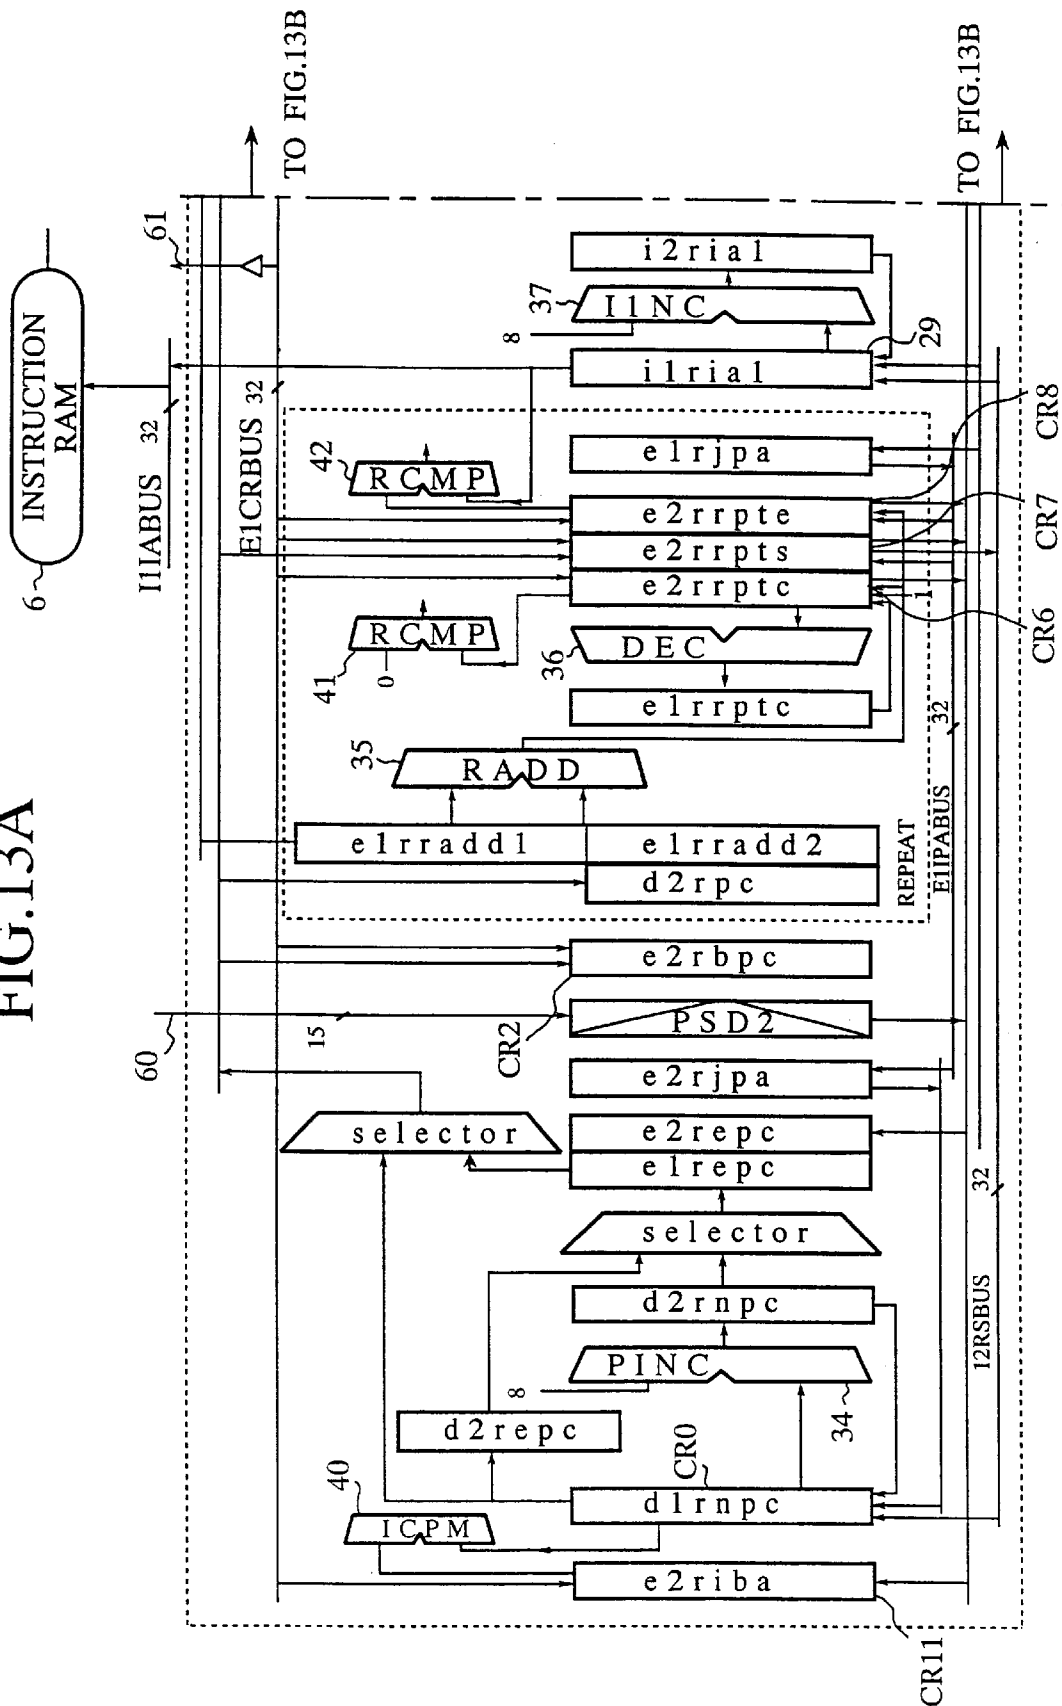 FIG.13A
6
INSTRUCTION
RAM
I1IABUS
32
61
TO FIG.13B
E1CRBUS
32
60
15
40
ICPM
selector
35
RADD
41
RCMP
0
42
RCMP
d2repc
8
e1rradd1
8
e2riba
d1rnpc
CR0
PINC
34
d2rnpc
selector
e1repc
e2repc
e2rjpa
PSD2
CR2
e2rbpc
d2rpc
e1rradd2
e1rrptc
36
DEC
e2rrptc
e2rrpts
e2rrpte
e1rjpa
i1ria1
37
I1NC
i2ria1
29
1
REPEAT
E1IPABUS
32
CR11
12RSBUS
32
CR6
CR7
CR8
TO FIG.13B